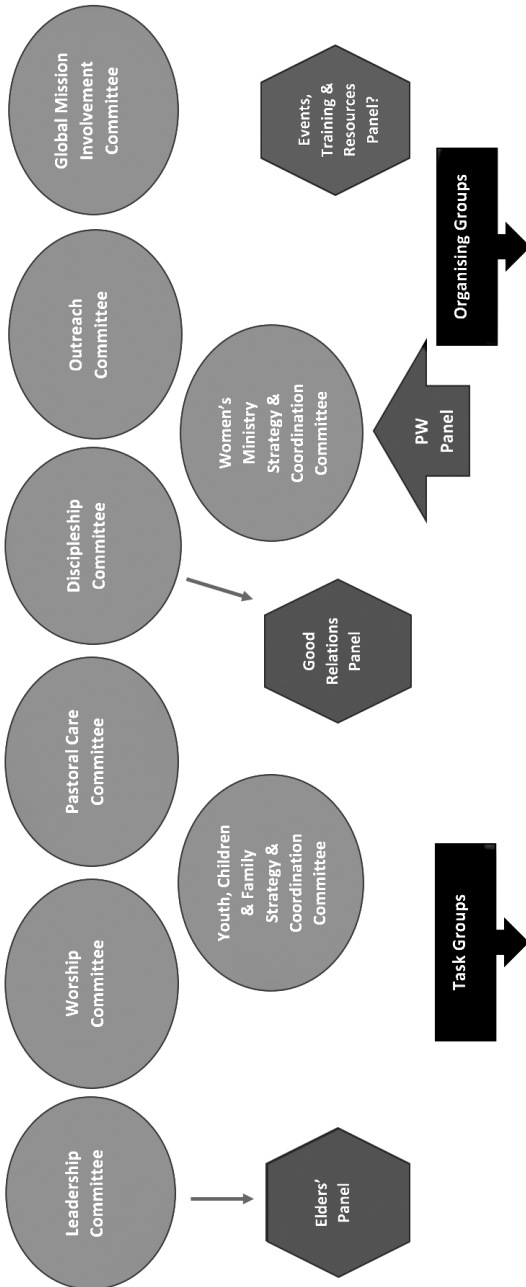 Leadership
Committee
Worship
Committee
Pastoral Care
Committee
Discipleship
Committee
Outreach
Committee
Global Mission
Involvement
Committee
Youth, Children
& Family
Strategy &
Coordination
Committee
Women’s
Ministry
Strategy &
Coordination
Committee
Elders’
Panel
Good
Relations
Panel
PW
Panel
Events,
Training &
Resources
Panel?
Task Groups
Organising Groups